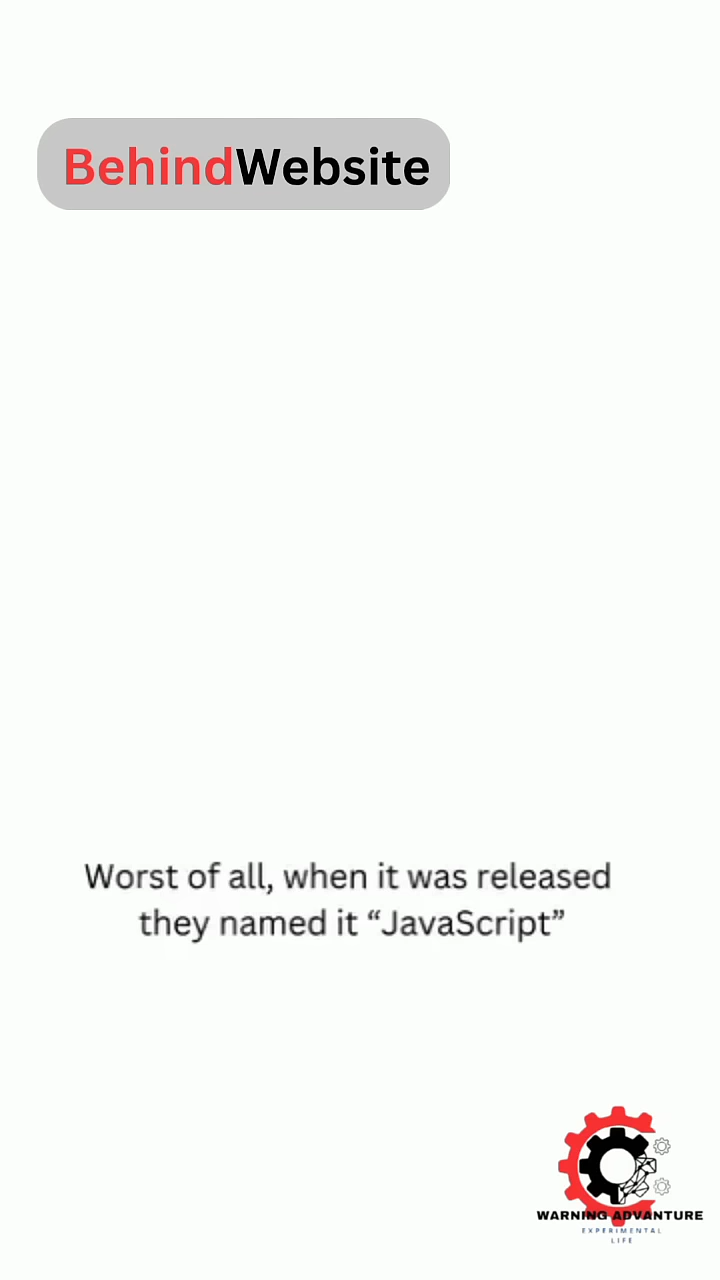 BehindWebsite
Worst of all, when it was released
they named it “JavaScript”
WARNING ADVANTURE
EXPERIMENTAL
LIFE